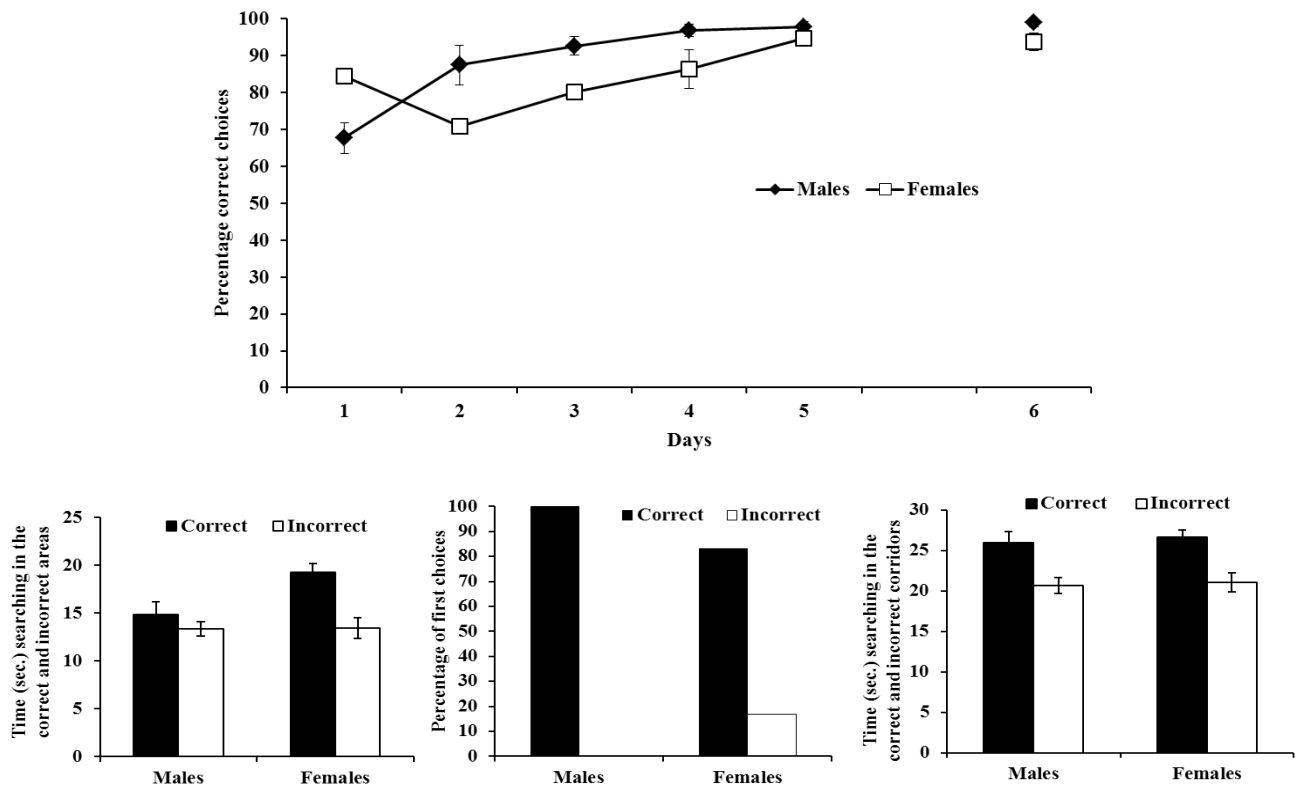 Percentage correct choices
100
90
80
70
60
50
40
30
20
10
0
Males
Females
1 2 3 4 5 6
Days
Time (sec.) searching in the
correct and incorrect areas
25
20
15
10
5
0
Correct Incorrect
Males Females
Percentage of first choices
100
90
80
70
60
50
40
30
20
10
0
Correct Incorrect
Males Females
Time (sec.) searching in the
correct and incorrect corridors
30
25
20
15
10
5
0
Correct Incorrect
Males Females